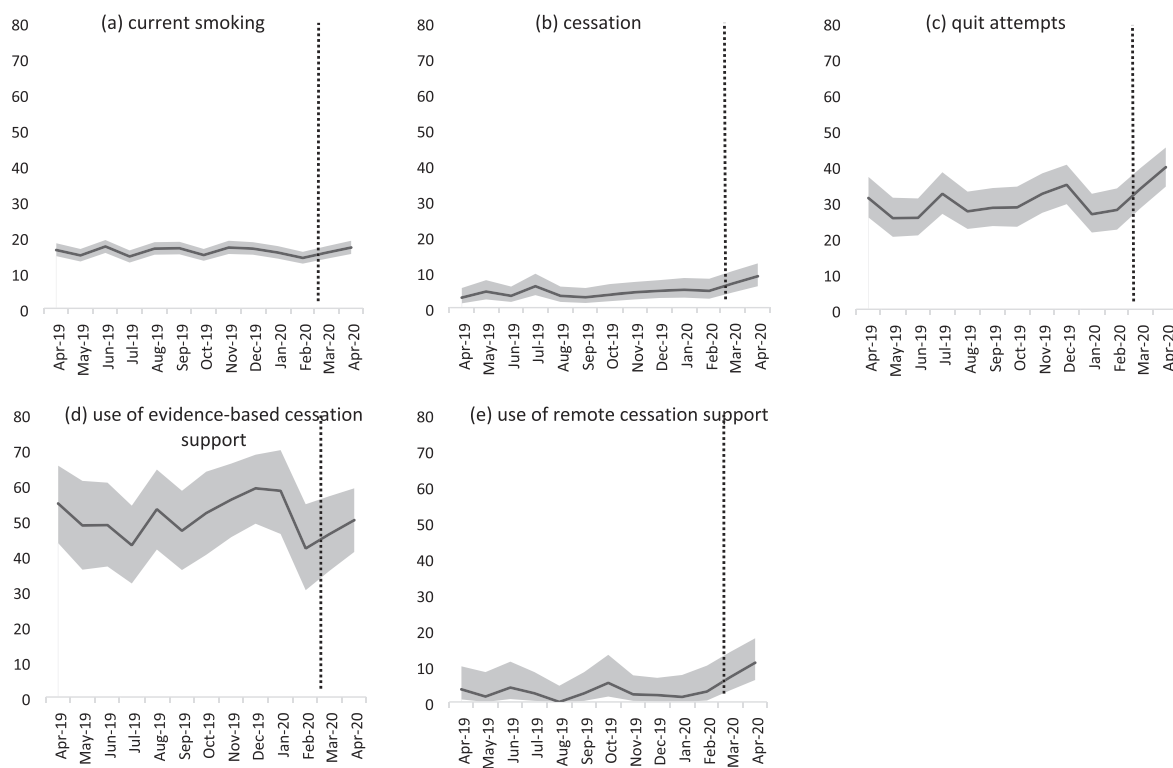 (a) current smoking
80
70
60
50
40
30
20
10
0
Apr-19
May-19
Jun-19
Jul-19
Aug-19
Sep-19
Oct-19
Nov-19
Dec-19
Jan-20
Feb-20
Mar-20
Apr-20
(b) cessation
80
70
60
50
40
30
20
10
0
Apr-19
May-19
Jun-19
Jul-19
Aug-19
Sep-19
Oct-19
Nov-19
Dec-19
Jan-20
Feb-20
Mar-20
Apr-20
(c) quit attempts
80
70
60
50
40
30
20
10
0
Apr-19
May-19
Jun-19
Jul-19
Aug-19
Sep-19
Oct-19
Nov-19
Dec-19
Jan-20
Feb-20
Mar-20
Apr-20
(d) use of evidence-based cessation
support
80
70
60
50
40
30
20
10
0
Apr-19
May-19
Jun-19
Jul-19
Aug-19
Sep-19
Oct-19
Nov-19
Dec-19
Jan-20
Feb-20
Mar-20
Apr-20
(e) use of remote cessation support
80
70
60
50
40
30
20
10
0
Apr-19
May-19
Jun-19
Jul-19
Aug-19
Sep-19
Oct-19
Nov-19
Dec-19
Jan-20
Feb-20
Mar-20
Apr-20